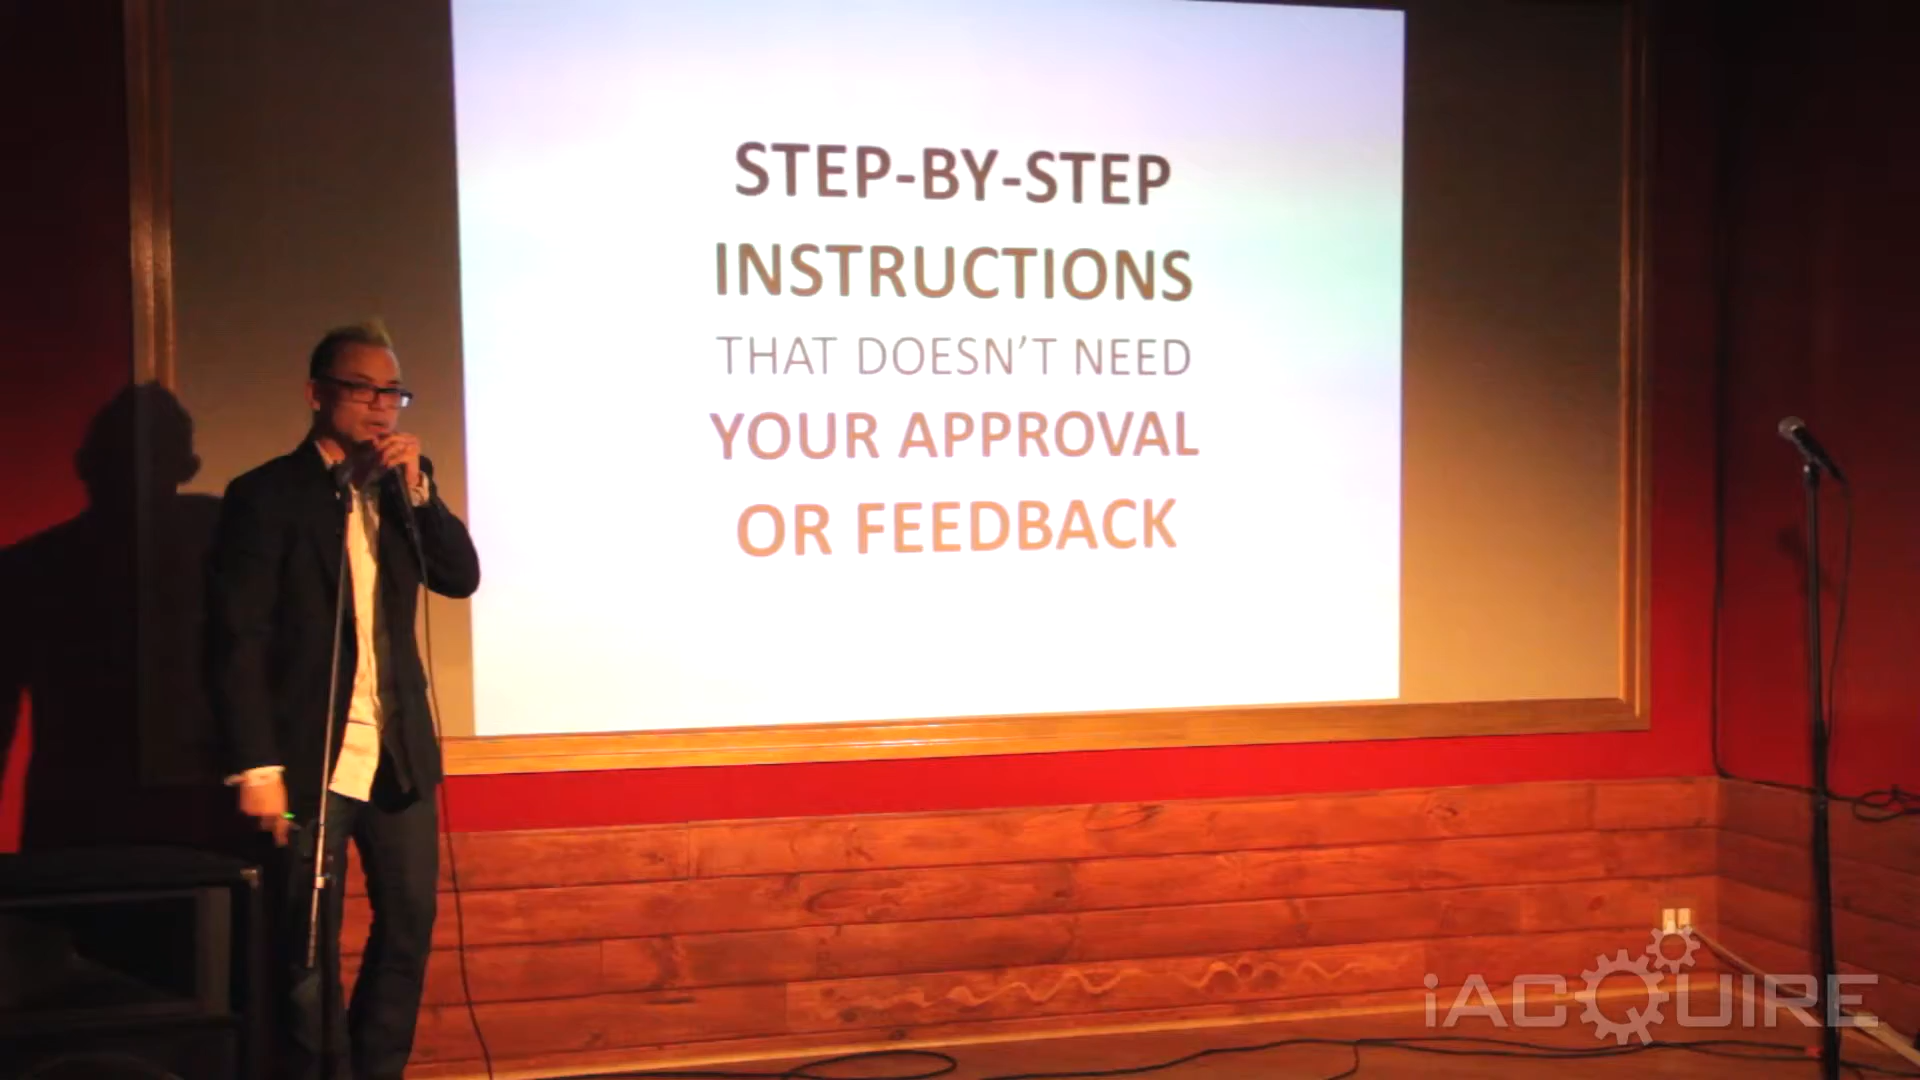 STEP-BY-STEP
INSTRUCTIONS
THAT DOESN'T NEED
YOUR APPROVAL
OR FEEDBACK
iACQUIRE